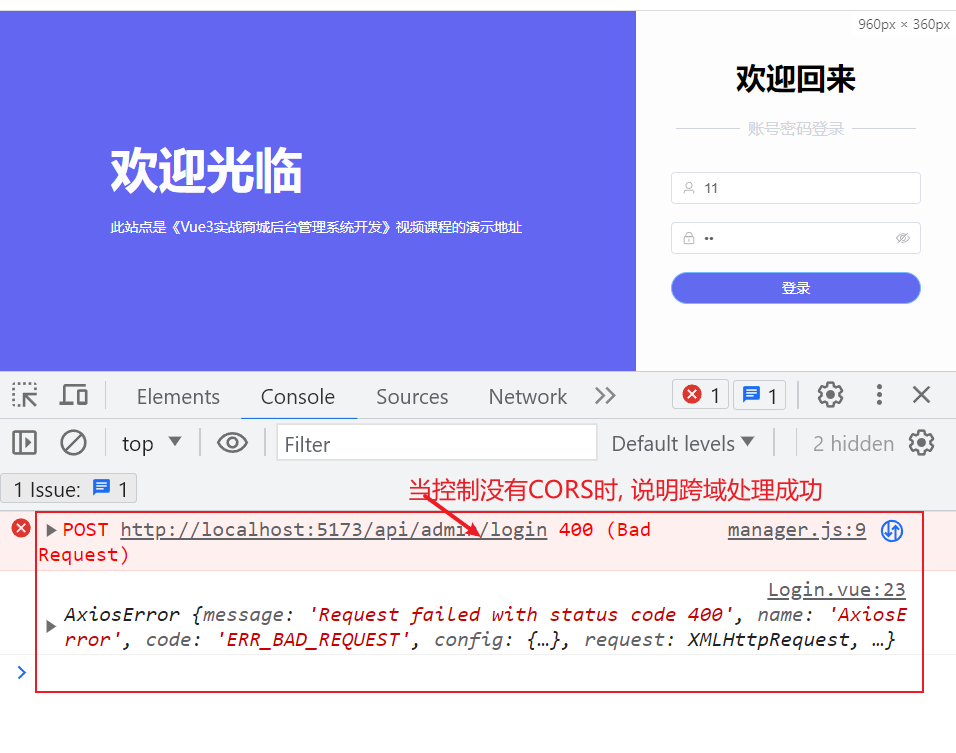 960px × 360px
欢迎回来
账号密码登录
欢迎光临
此站点是《Vue3实战商城后台管理系统开发》视频课程的演示地址
11
••
登录
Elements Console Sources Network 1 1
top Filter Default levels 2 hidden
1 Issue: 1
当控制没有CORS时, 说明跨域处理成功
POST http://localhost:5173/api/admin/login 400 (Bad manager.js:9
Request)
Login.vue:23
AxiosError {message: 'Request failed with status code 400', name: 'AxiosE
rror', code: 'ERR_BAD_REQUEST', config: {…}, request: XMLHttpRequest, …}